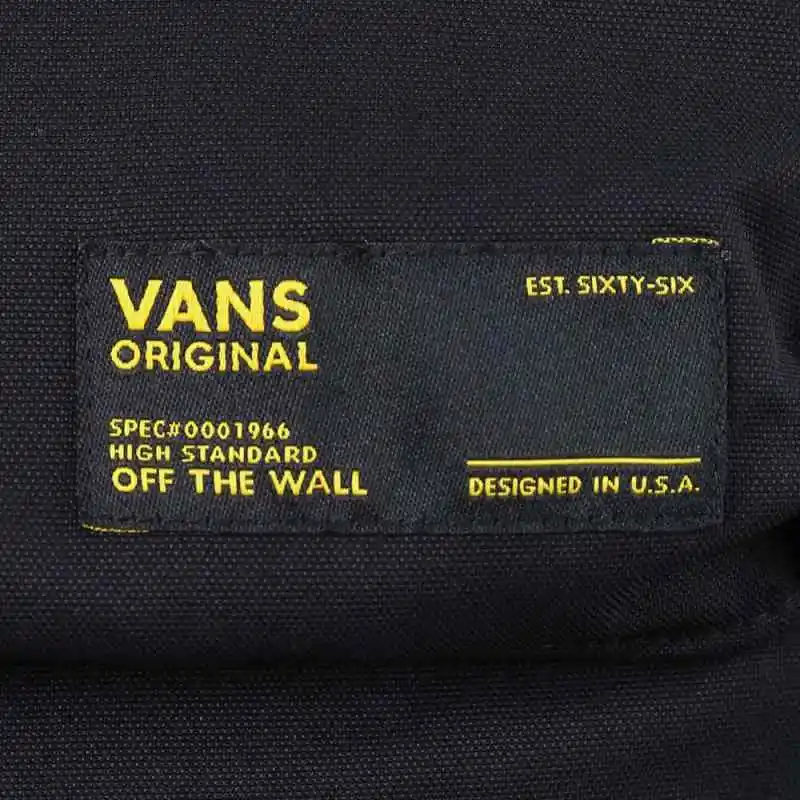 VANS
ORIGINAL
EST. SIXTY-SIX
SPEC#0001966
HIGH STANDARD
OFF THE WALL
DESIGNED IN U.S.A.